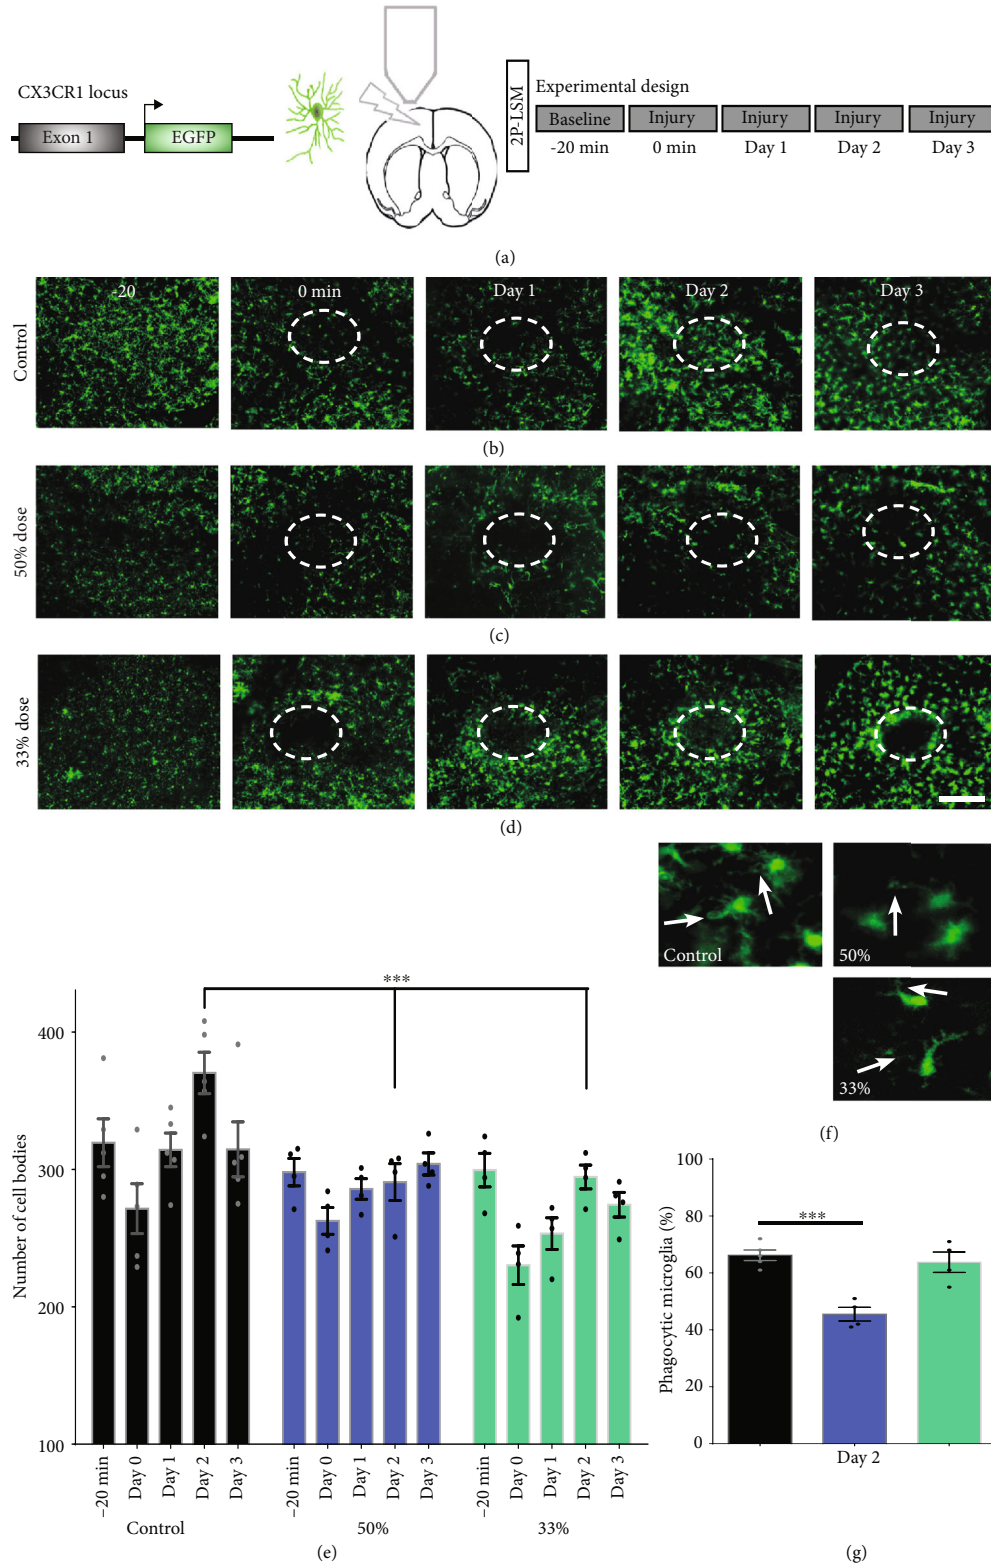 CX3CR1 locus
Exon 1
EGFP
2P-LSM
Experimental design
Baseline Injury Injury Injury Injury
-20 min 0 min Day 1 Day 2 Day 3
(a)
Control
-20 0 min Day 1 Day 2 Day 3
(b)
50% dose
(c)
33% dose
(d)
Control
50%
33%
(f)
***
Number of cell bodies
400
300
200
100
-20 min Day 0 Day 1 Day 2 Day 3 -20 min Day 0 Day 1 Day 2 Day 3 -20 min Day 0 Day 1 Day 2 Day 3
Control 50% 33%
(e)
***
Phagocytic microglia (%)
100
80
60
40
20
0
Day 2
(g)